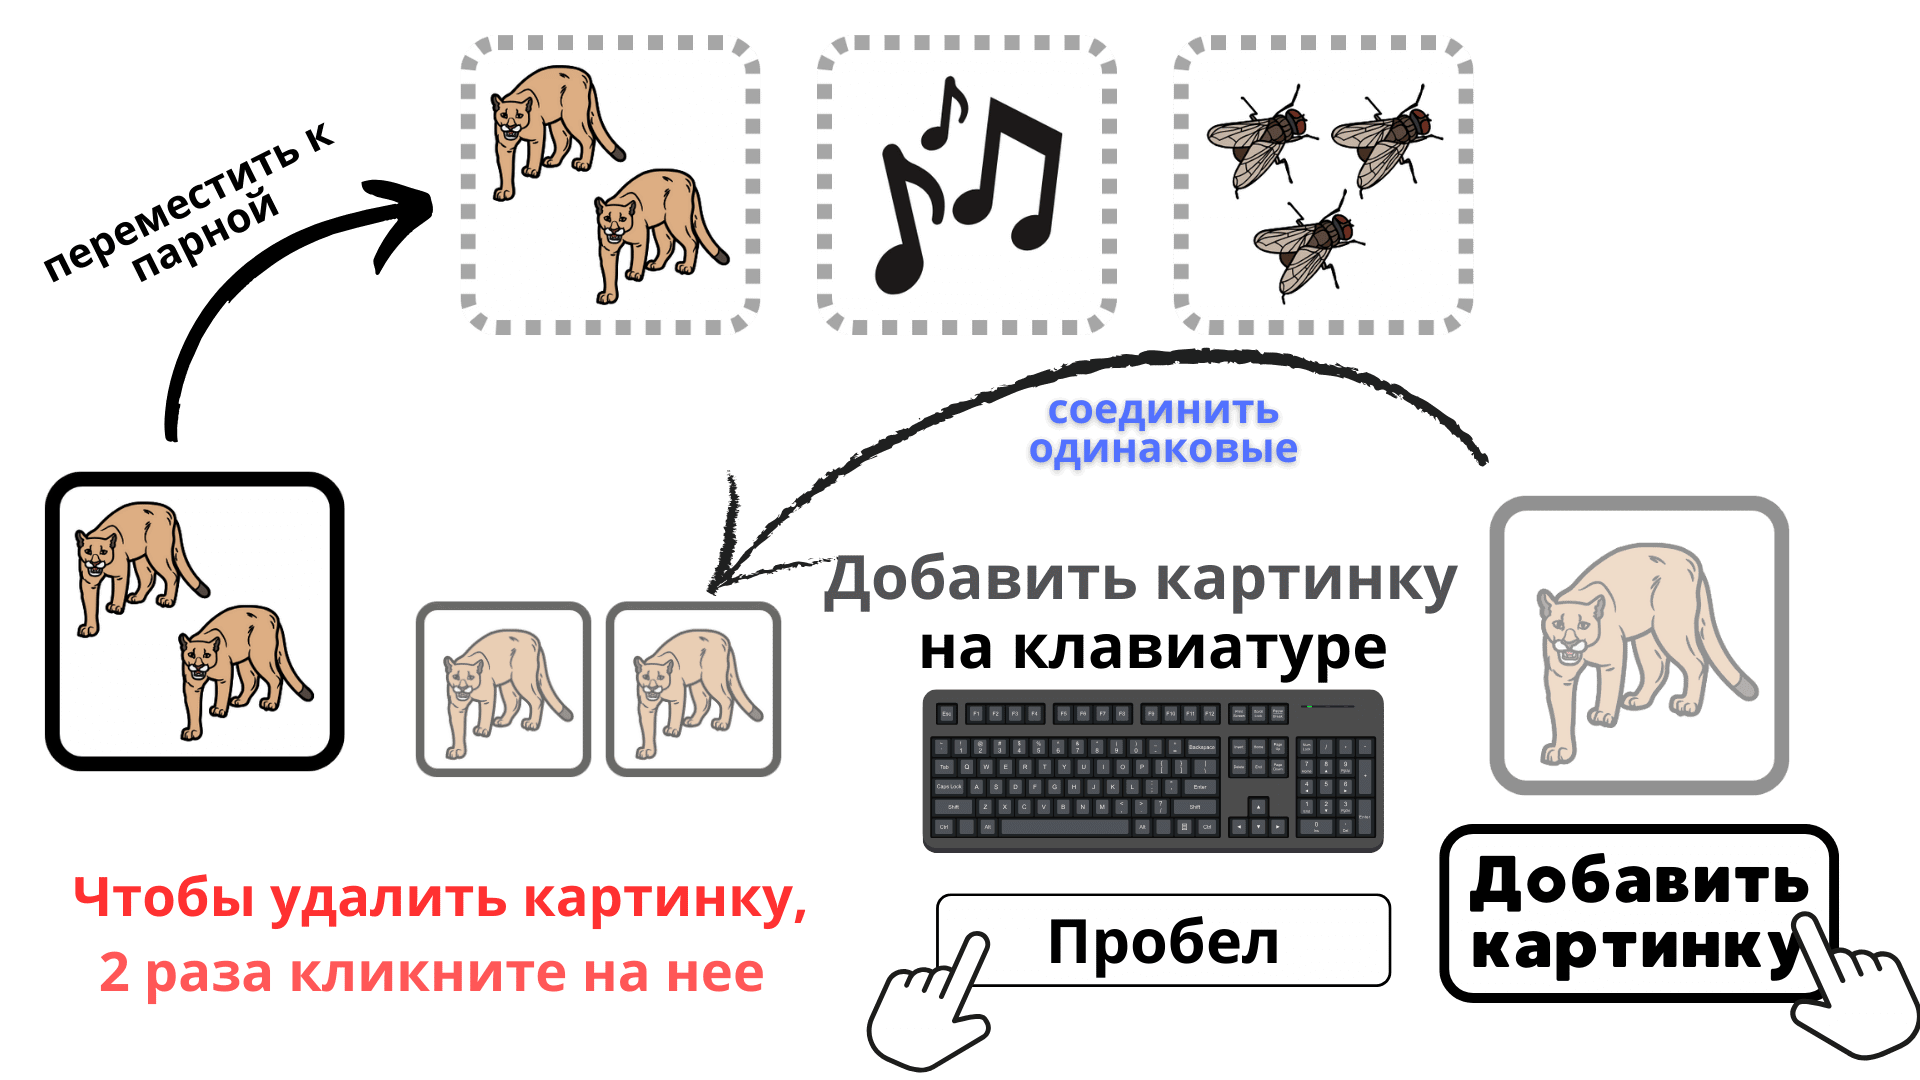 переместить к
парной
соединить
одинаковые
Добавить картинку
на клавиатуре
Чтобы удалить картинку,
2 раза кликните на нее
Пробел
Добавить
картинку